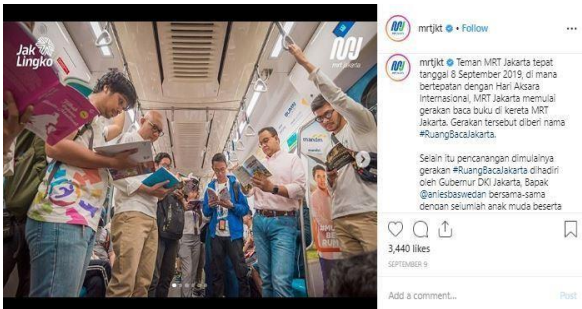 Jak
Lingko
mrt jakarta
mrtjkt • Follow
mrtjkt Teman MRT Jakarta tepat
tanggal 8 September 2019, di mana
bertepatan dengan Hari Aksara
Internasional, MRT Jakarta memulai
gerakan baca buku di kereta MRT
Jakarta. Gerakan tersebut diberi nama
#RuangBacaJakarta.
Selain itu pencanangan dimulainya
gerakan #RuangBacaJakarta dihadiri
oleh Gubernur DKI Jakarta, Bapak
@aniesbaswedan bersama-sama
dengan sejumlah anak muda beserta
3,440 likes
SEPTEMBER 9
Add a comment...
Post